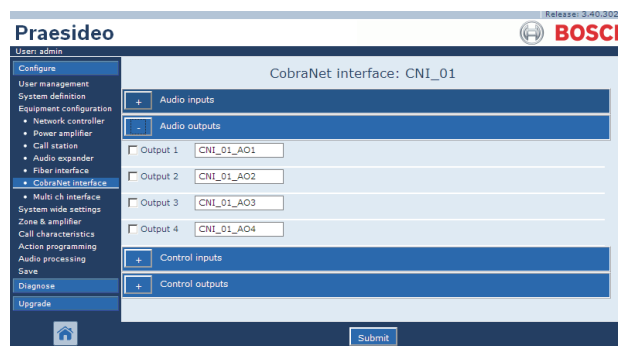 Release: 3.40.302
Praesideo
BOSCH
User: admin
Configure
User management
System definition
Equipment configuration
• Network controller
• Power amplifier
• Call station
• Audio expander
• Fiber interface
• CobraNet interface
• Multi ch interface
System wide settings
Zone & amplifier
Call characteristics
Action programming
Audio processing
Save
Diagnose
Upgrade
CobraNet interface: CNI_01
+ Audio inputs
- Audio outputs
Output 1 CNI_01_AO1
Output 2 CNI_01_AO2
Output 3 CNI_01_AO3
Output 4 CNI_01_AO4
+ Control inputs
+ Control outputs
Submit